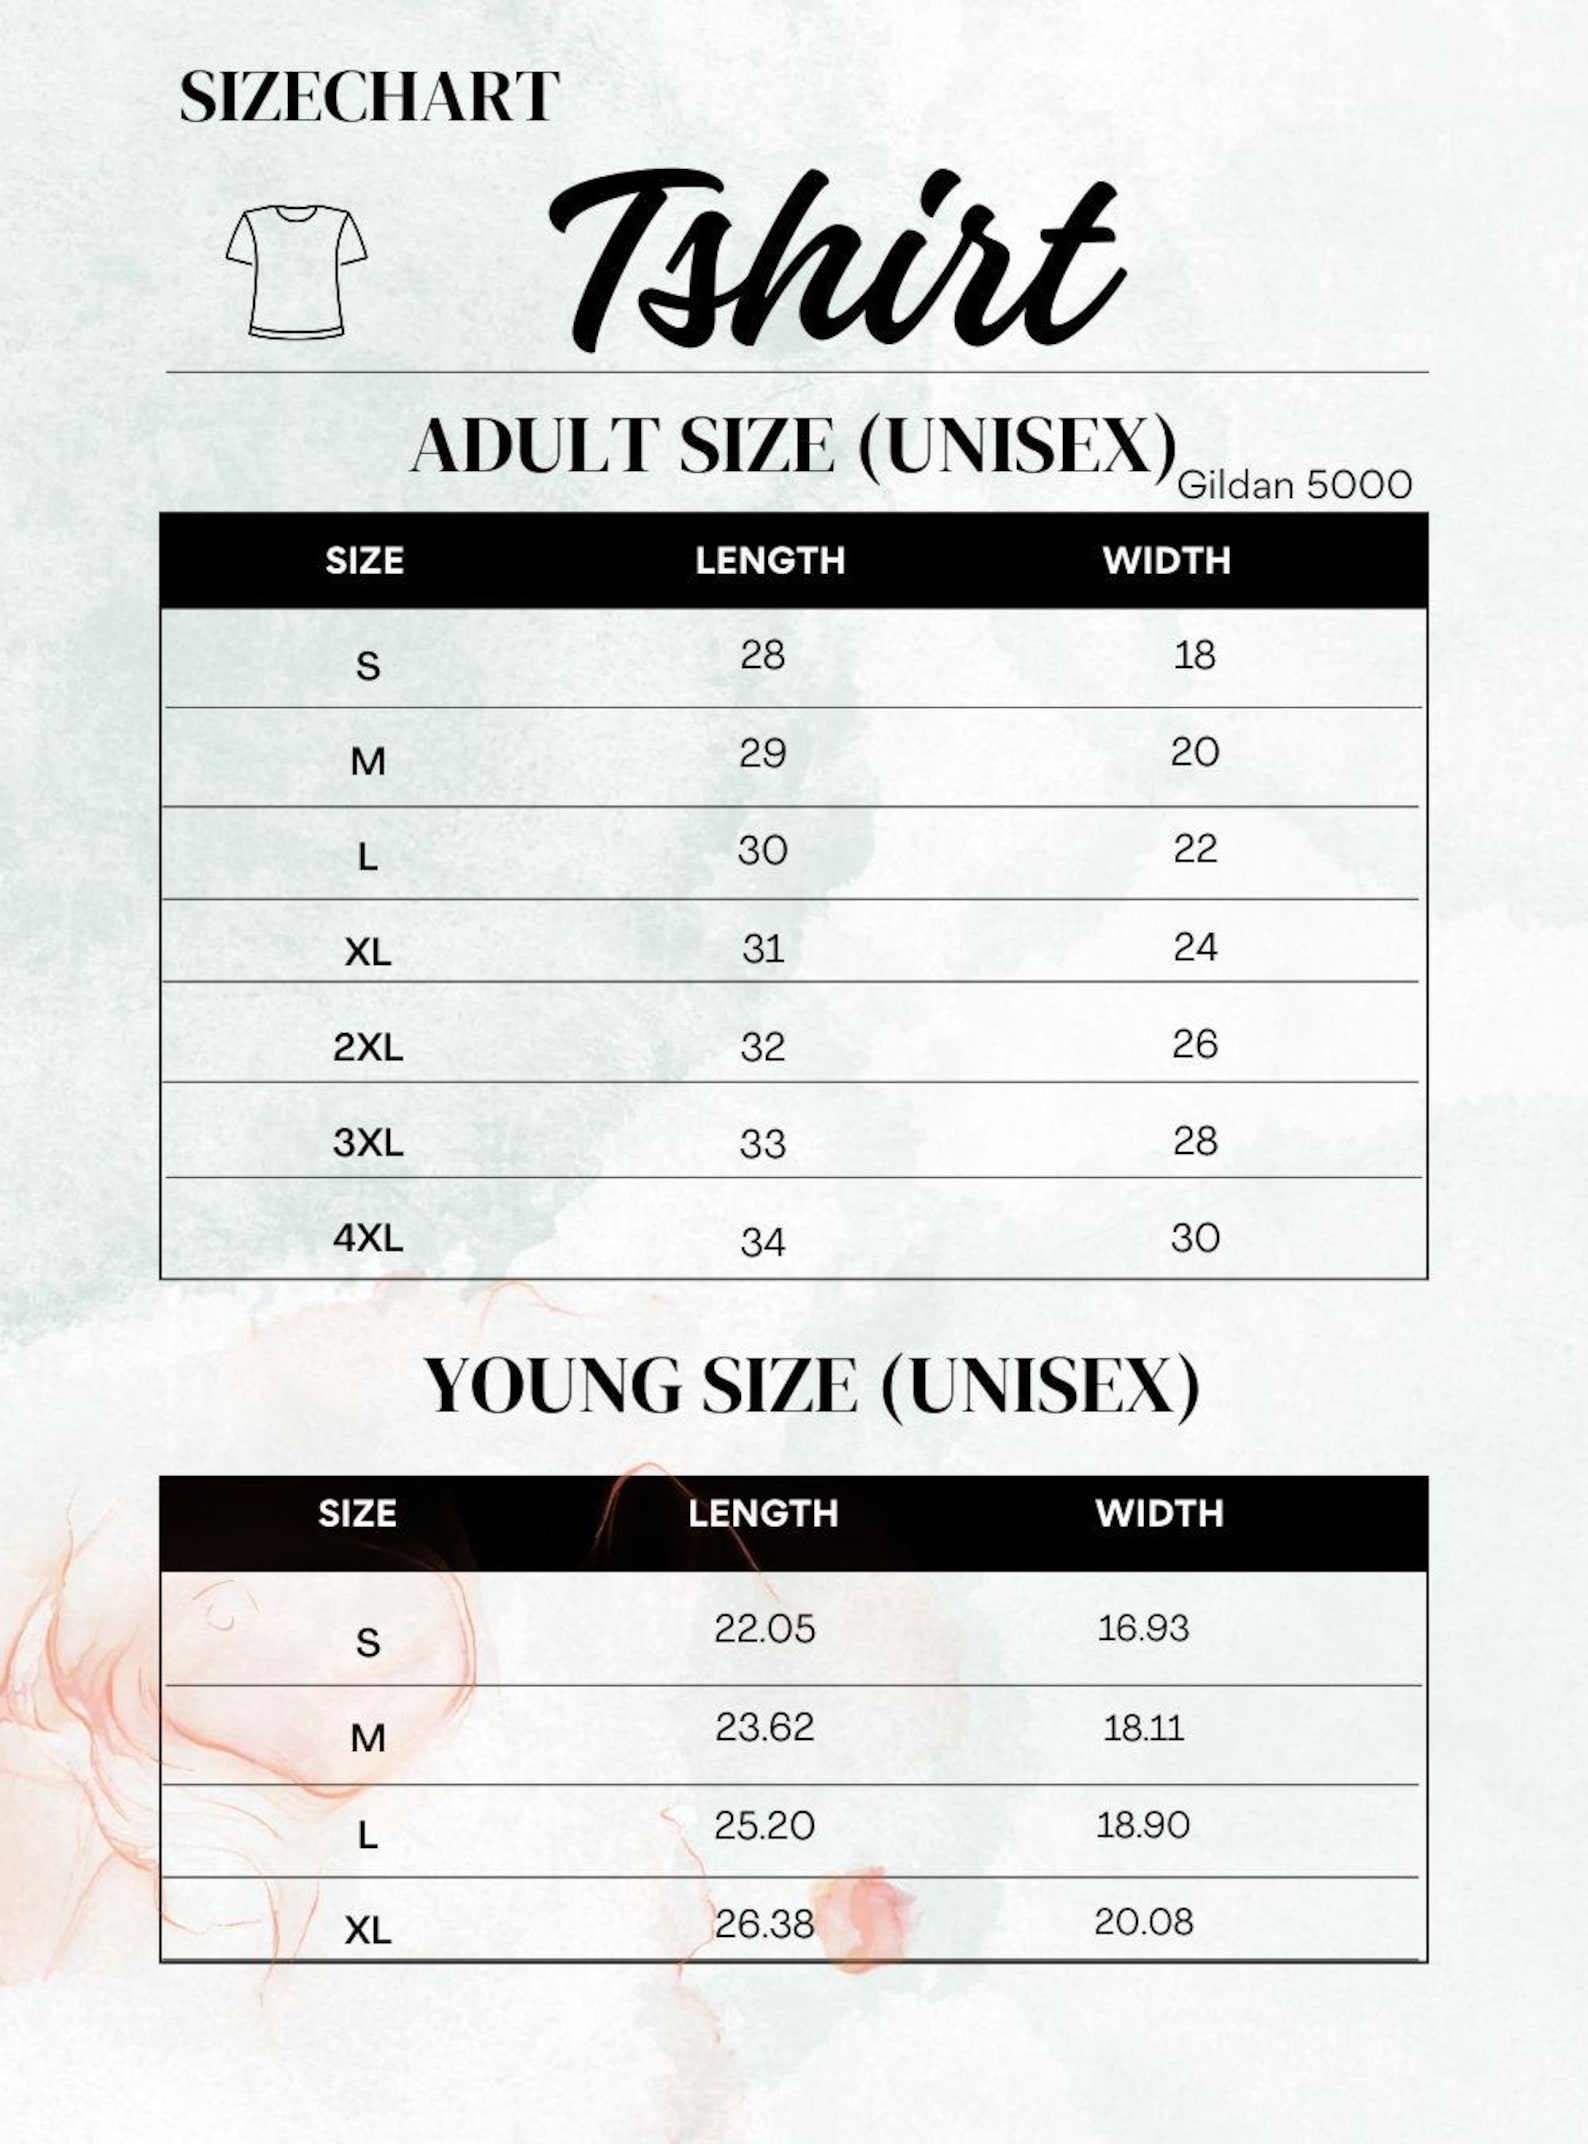 SIZECHART
Tshirt
ADULT SIZE (UNISEX)
Gildan 5000
SIZE LENGTH WIDTH
S 28 18
M 29 20
L 30 22
XL 31 24
2XL 32 26
3XL 33 28
4XL 34 30
YOUNG SIZE (UNISEX)
SIZE LENGTH WIDTH
S 22.05 16.93
M 23.62 18.11
L 25.20 18.90
XL 26.38 20.08